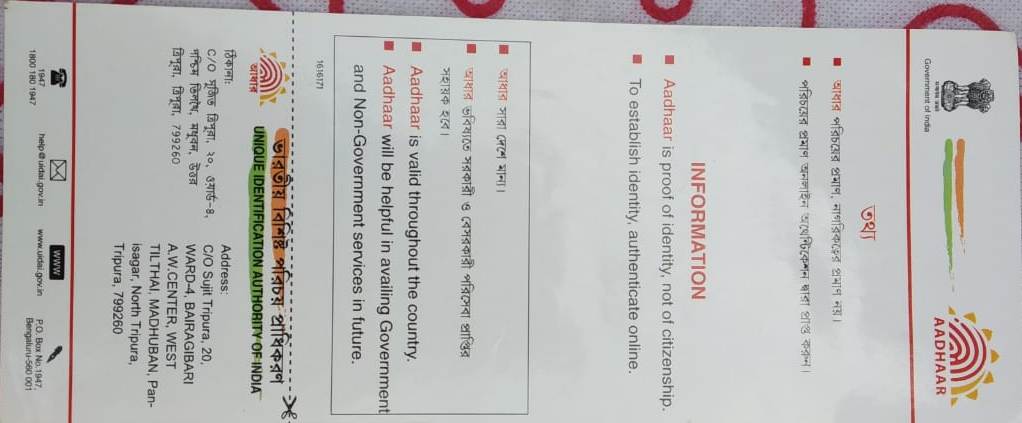 Government of India
AADHAAR
তথ্য
আধার পরিচয়ের প্রমাণ, নাগরিকত্বের প্রমাণ নয়।
পরিচয়ের প্রমাণ অনলাইন অথেন্টিকেশন দ্বারা প্রাপ্ত করুন।
INFORMATION
Aadhaar is proof of identity, not of citizenship.
To establish identity, authenticate online.
আধার সারা দেশে মান্য।
আধার ভবিষ্যতে সরকারী ও বেসরকারী পরিসেবা প্রাপ্তির
সহায়ক হবে।
Aadhaar is valid throughout the country.
Aadhaar will be helpful in availing Government
and Non-Government services in future.
1616171
ভারতীয় বিশিষ্ট পরিচয় প্রাধিকরণ
UNIQUE IDENTIFICATION AUTHORITY OF INDIA
আধার
ঠিকানা:
C/O সুজিত ত্রিপুরা, ২০, ওয়ার্ড-৪,
পশ্চিম তিলথৈ, মধুবন, উত্তর
ত্রিপুরা, ত্রিপুরা, 799260
Address:
C/O Sujit Tripura, 20,
WARD-4, BAIRAGIBARI
A.W.CENTER, WEST
TILTHAI, MADHUBAN, Pan-
isagar, North Tripura,
Tripura, 799260
1947
1800 180 1947
help@uidai.gov.in
WWW
www.uidai.gov.in
P.O. Box No.1947,
Bengaluru-560 001